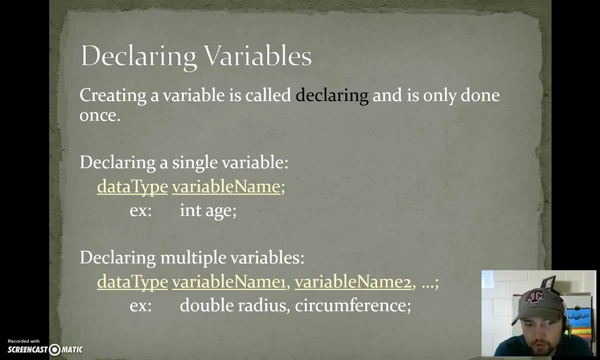 Declaring Variables
Creating a variable is called declaring and is only done
once.
Declaring a single variable:
dataType variableName;
ex: int age;
Declaring multiple variables:
dataType variableName1, variableName2, ...;
ex: double radius, circumference;
Recorded with
SCREENCAST MATIC